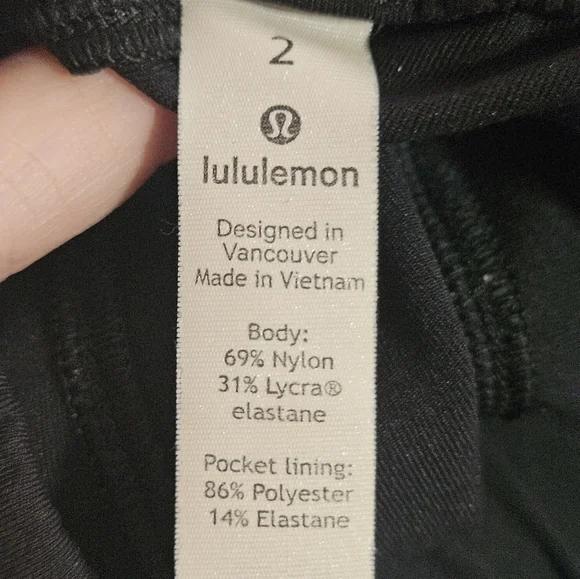 2
lululemon
Designed in
Vancouver
Made in Vietnam
Body:
69% Nylon
31% Lycra®
elastane
Pocket lining:
86% Polyester
14% Elastane